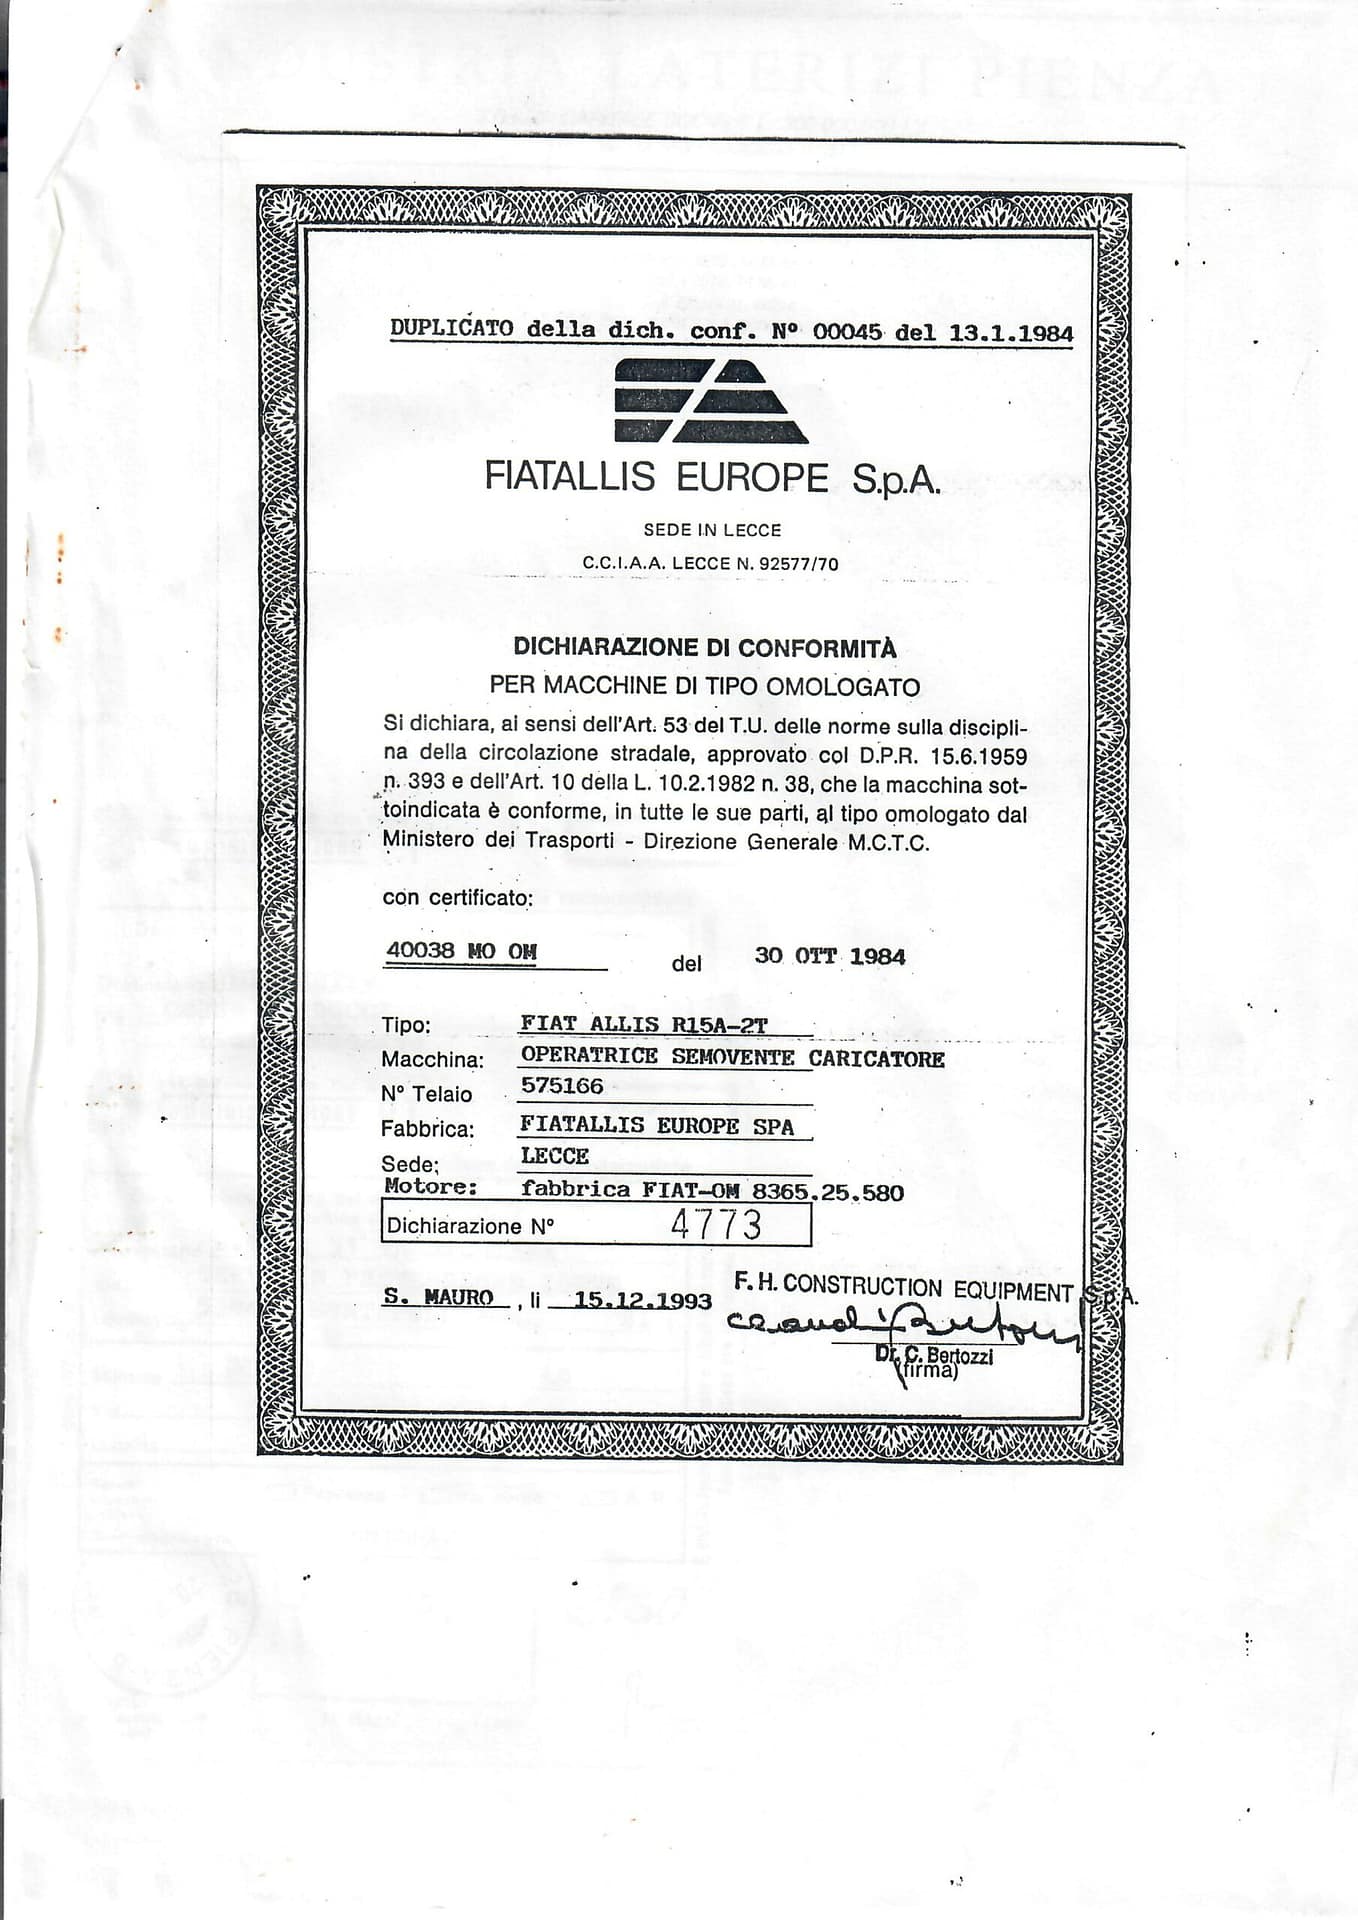 DUPLICATO della dich. conf. N° 00045 del 13.1.1984
FIATALLIS EUROPE S.p.A.
SEDE IN LECCE
C.C.I.A.A. LECCE N. 92577/70
DICHIARAZIONE DI CONFORMITÀ
PER MACCHINE DI TIPO OMOLOGATO
Si dichiara, ai sensi dell'Art. 53 del T.U. delle norme sulla discipli-
na della circolazione stradale, approvato col D.P.R. 15.6.1959
n. 393 e dell'Art. 10 della L. 10.2.1982 n. 38, che la macchina sot-
toindicata è conforme, in tutte le sue parti, al tipo omologato dal
Ministero dei Trasporti - Direzione Generale M.C.T.C.
con certificato:
40038 MO OM del 30 OTT 1984
Tipo: FIAT ALLIS R15A-2T
Macchina: OPERATRICE SEMOVENTE CARICATORE
N° Telaio 575166
Fabbrica: FIATALLIS EUROPE SPA
Sede: LECCE
Motore: fabbrica FIAT-OM 8365.25.580
Dichiarazione N° 4773
F.H. CONSTRUCTION EQUIPMENT S.p.A.
S. MAURO , li 15.12.1993
Dr. C. Bertozzi
(firma)